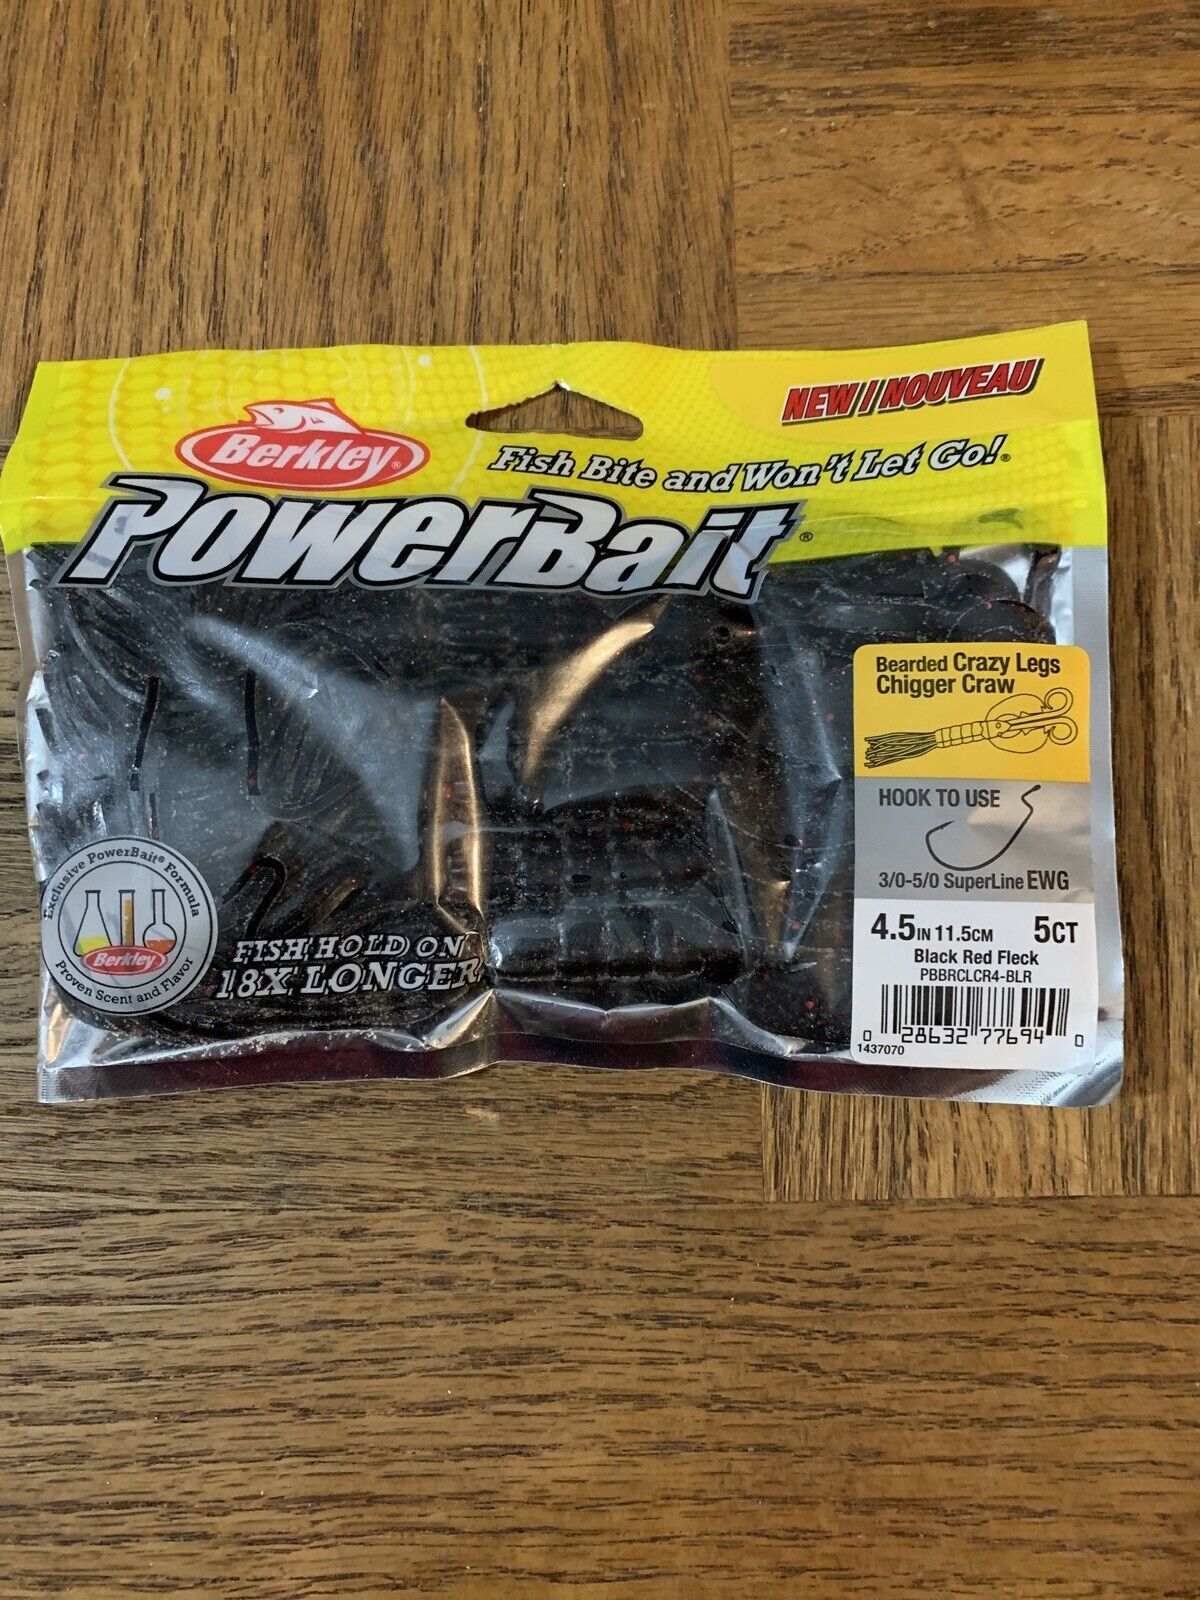 NEW / NOUVEAU
Berkley®
Fish Bite and Won't Let Go!®
PowerBait®
Bearded Crazy Legs
Chigger Craw
HOOK TO USE
3/0-5/0 SuperLine EWG
4.5IN 11.5CM 5CT
Black Red Fleck
PBBRCLCR4-BLR
0 28632 77694 0
1437070
Exclusive PowerBait® Formula
Berkley
Proven Scent and Flavor
FISH HOLD ON
18X LONGER